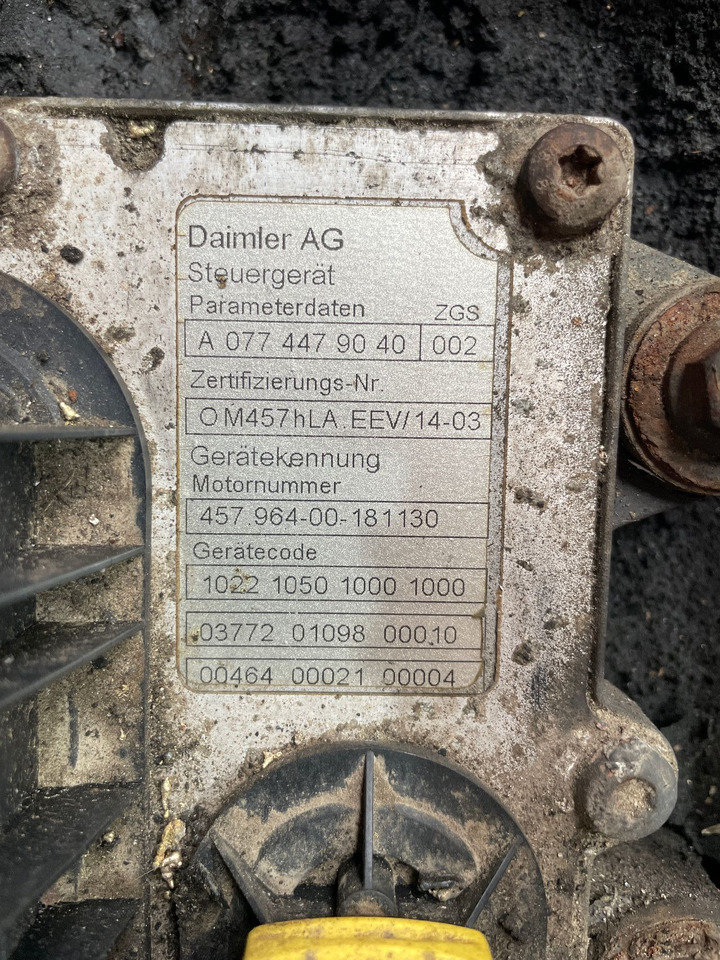 Daimler AG
Steuergerät
Parameterdaten ZGS
A 077 447 90 40 002
Zertifizierungs-Nr.
OM457hLA.EEV/14-03
Gerätekennung
Motornummer
457.964-00-181130
Gerätecode
1022 1050 1000 1000
03772 01098 00010
00464 00021 00004